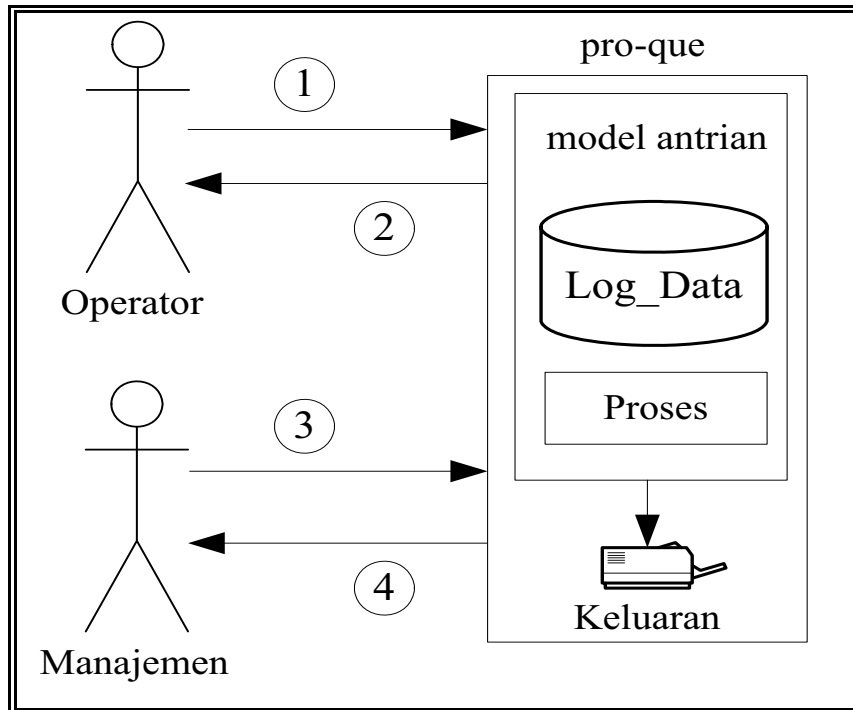 pro-que
1
model antrian
2
Log_Data
Operator
Proses
3
4
Keluaran
Manajemen